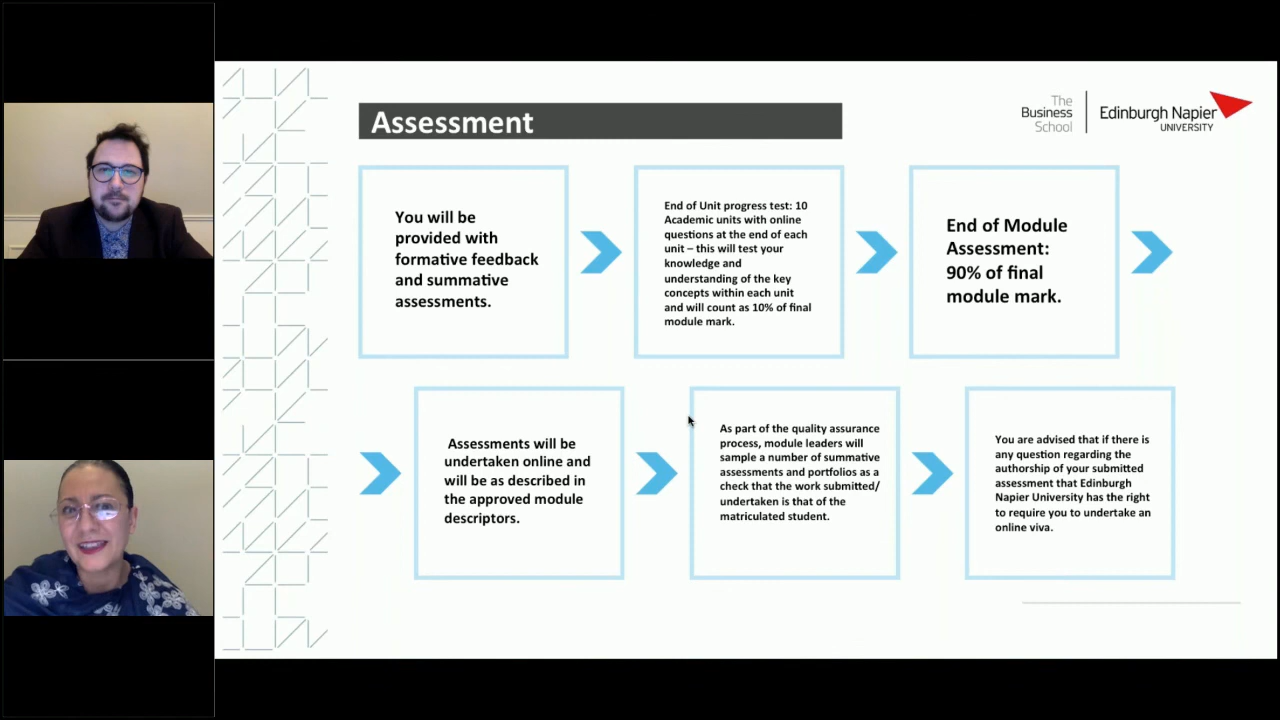 Assessment
The
Business
School
Edinburgh Napier
UNIVERSITY
You will be
provided with
formative feedback
and summative
assessments.
End of Unit progress test: 10
Academic units with online
questions at the end of each
unit – this will test your
knowledge and
understanding of the key
concepts within each unit
and will count as 10% of final
module mark.
End of Module
Assessment:
90% of final
module mark.
Assessments will be
undertaken online and
will be as described in
the approved module
descriptors.
As part of the quality assurance
process, module leaders will
sample a number of summative
assessments and portfolios as a
check that the work submitted/
undertaken is that of the
matriculated student.
You are advised that if there is
any question regarding the
authorship of your submitted
assessment that Edinburgh
Napier University has the right
to require you to undertake an
online viva.